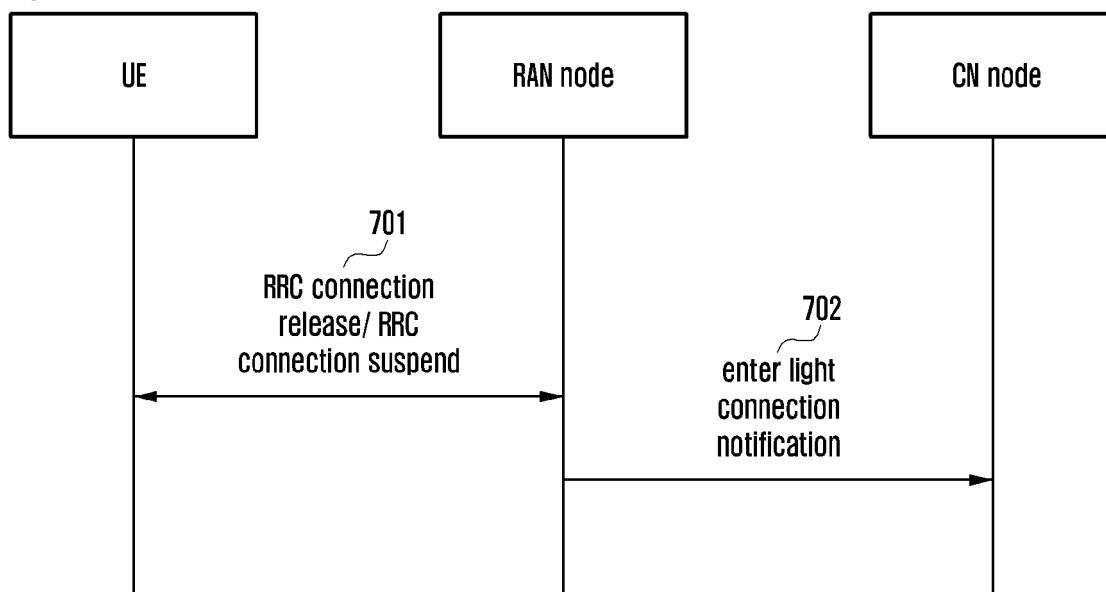 UE
RAN node
CN node
701
RRC connection
release/ RRC
connection suspend
702
enter light
connection
notification